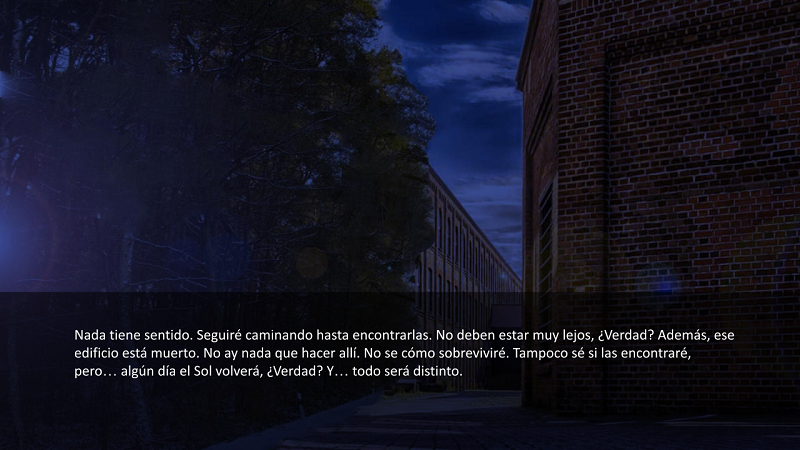 Nada tiene sentido. Seguiré caminando hasta encontrarlas. No deben estar muy lejos, ¿Verdad? Además, ese
edificio está muerto. No ay nada que hacer allí. No se cómo sobreviviré. Tampoco sé si las encontraré,
pero… algún día el Sol volverá, ¿Verdad? Y… todo será distinto.